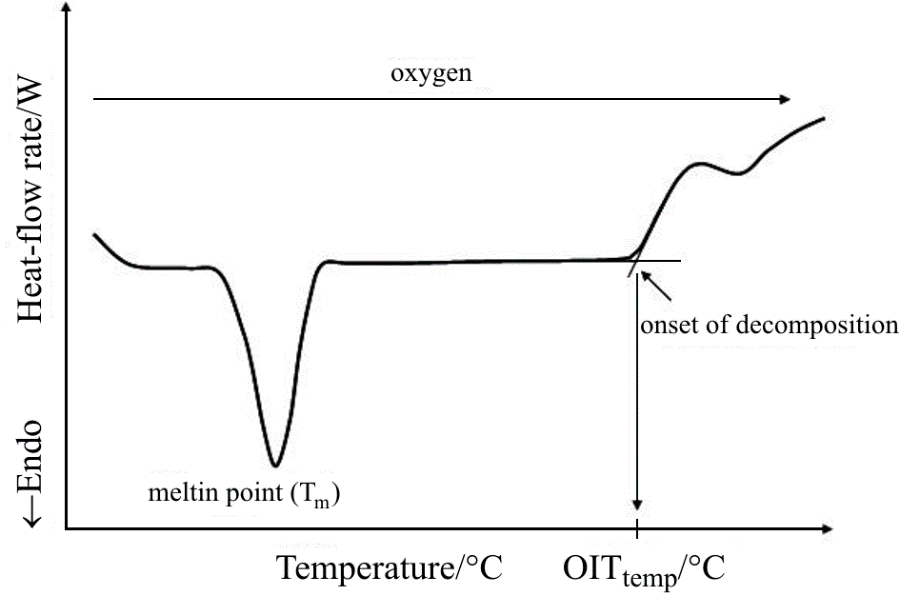 oxygen
Heat-flow rate/W
←Endo
onset of decomposition
meltin point (Tm)
Temperature/°C
OITtemp/°C